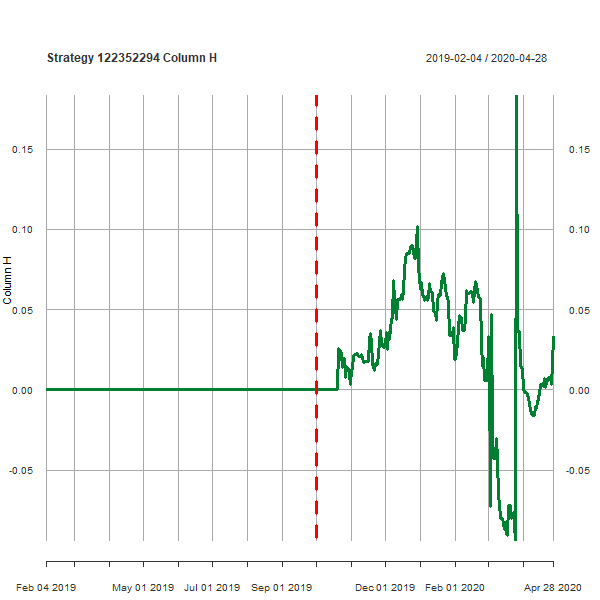 Strategy 122352294 Column H 2019-02-04 / 2020-04-28
0.15 0.15
0.10 0.10
0.05 0.05
0.00 0.00
-0.05 -0.05
Column H
Feb 04 2019 May 01 2019 Jul 01 2019 Sep 01 2019 Dec 01 2019 Feb 01 2020 Apr 28 2020